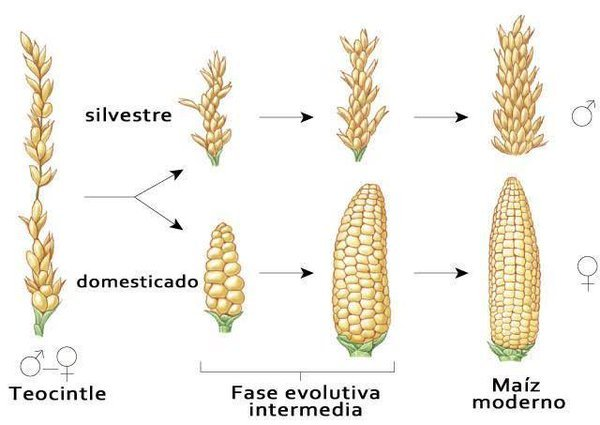 silvestre
domesticado
Teocintle
Fase evolutiva
intermedia
Maíz
moderno